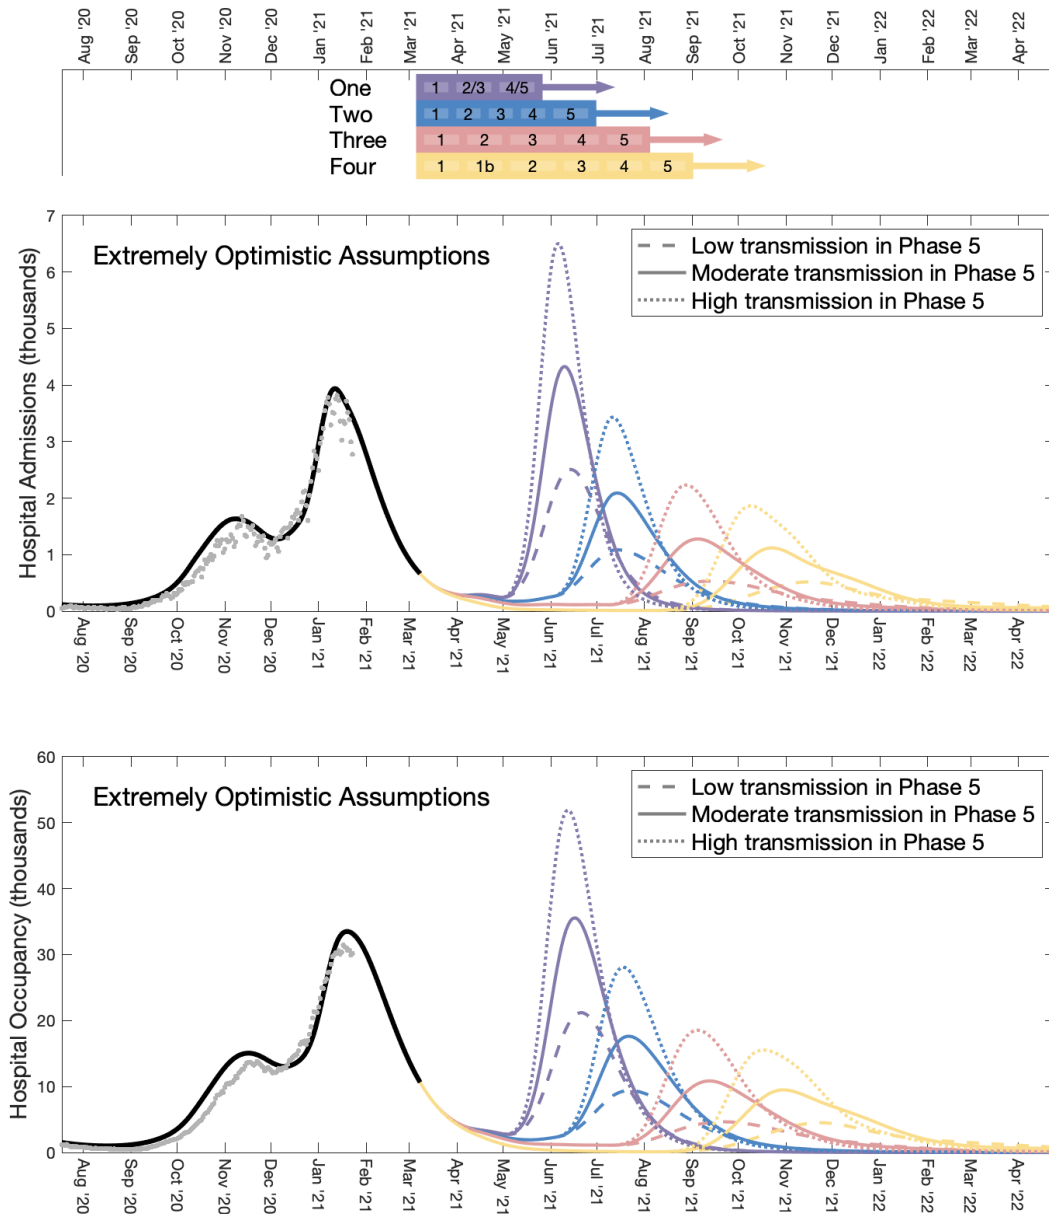 Aug '20 Sep '20 Oct '20 Nov '20 Dec '20 Jan '21 Feb '21 Mar '21 Apr '21 May '21 Jun '21 Jul '21 Aug '21 Sep '21 Oct '21 Nov '21 Dec '21 Jan '22 Feb '22 Mar '22 Apr '22
One 1 2/3 4/5
Two 1 2 3 4 5
Three 1 2 3 4 5
Four 1 1b 2 3 4 5
Hospital Admissions (thousands)
7
6
5
4
3
2
1
0
Extremely Optimistic Assumptions
Low transmission in Phase 5
Moderate transmission in Phase 5
High transmission in Phase 5
Aug '20 Sep '20 Oct '20 Nov '20 Dec '20 Jan '21 Feb '21 Mar '21 Apr '21 May '21 Jun '21 Jul '21 Aug '21 Sep '21 Oct '21 Nov '21 Dec '21 Jan '22 Feb '22 Mar '22 Apr '22
Hospital Occupancy (thousands)
60
50
40
30
20
10
0
Extremely Optimistic Assumptions
Low transmission in Phase 5
Moderate transmission in Phase 5
High transmission in Phase 5
Aug '20 Sep '20 Oct '20 Nov '20 Dec '20 Jan '21 Feb '21 Mar '21 Apr '21 May '21 Jun '21 Jul '21 Aug '21 Sep '21 Oct '21 Nov '21 Dec '21 Jan '22 Feb '22 Mar '22 Apr '22